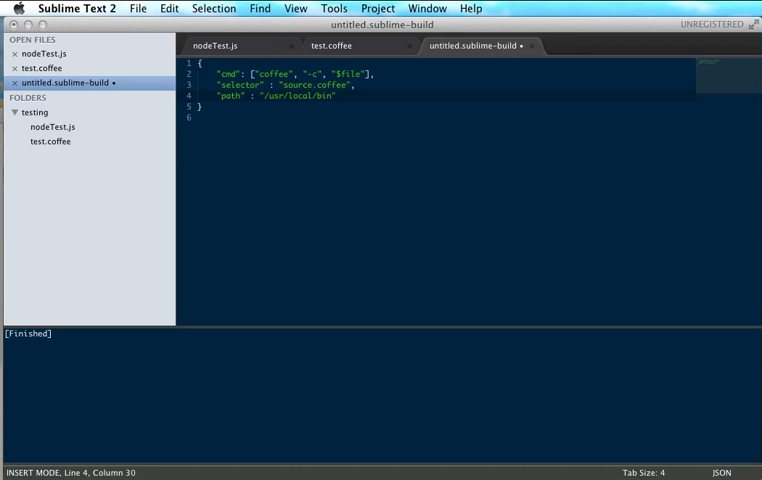 Sublime Text 2 File Edit Selection Find View Tools Project Window Help
untitled.sublime-build UNREGISTERED
OPEN FILES
× nodeTest.js
× test.coffee
× untitled.sublime-build •
FOLDERS
▼ testing
nodeTest.js
test.coffee
nodeTest.js × test.coffee × untitled.sublime-build • ×
1 {
2 "cmd": ["coffee", "-c", "$file"],
3 "selector" : "source.coffee",
4 "path" : "/usr/local/bin"
5 }
6
[Finished]
INSERT MODE, Line 4, Column 30 Tab Size: 4 JSON